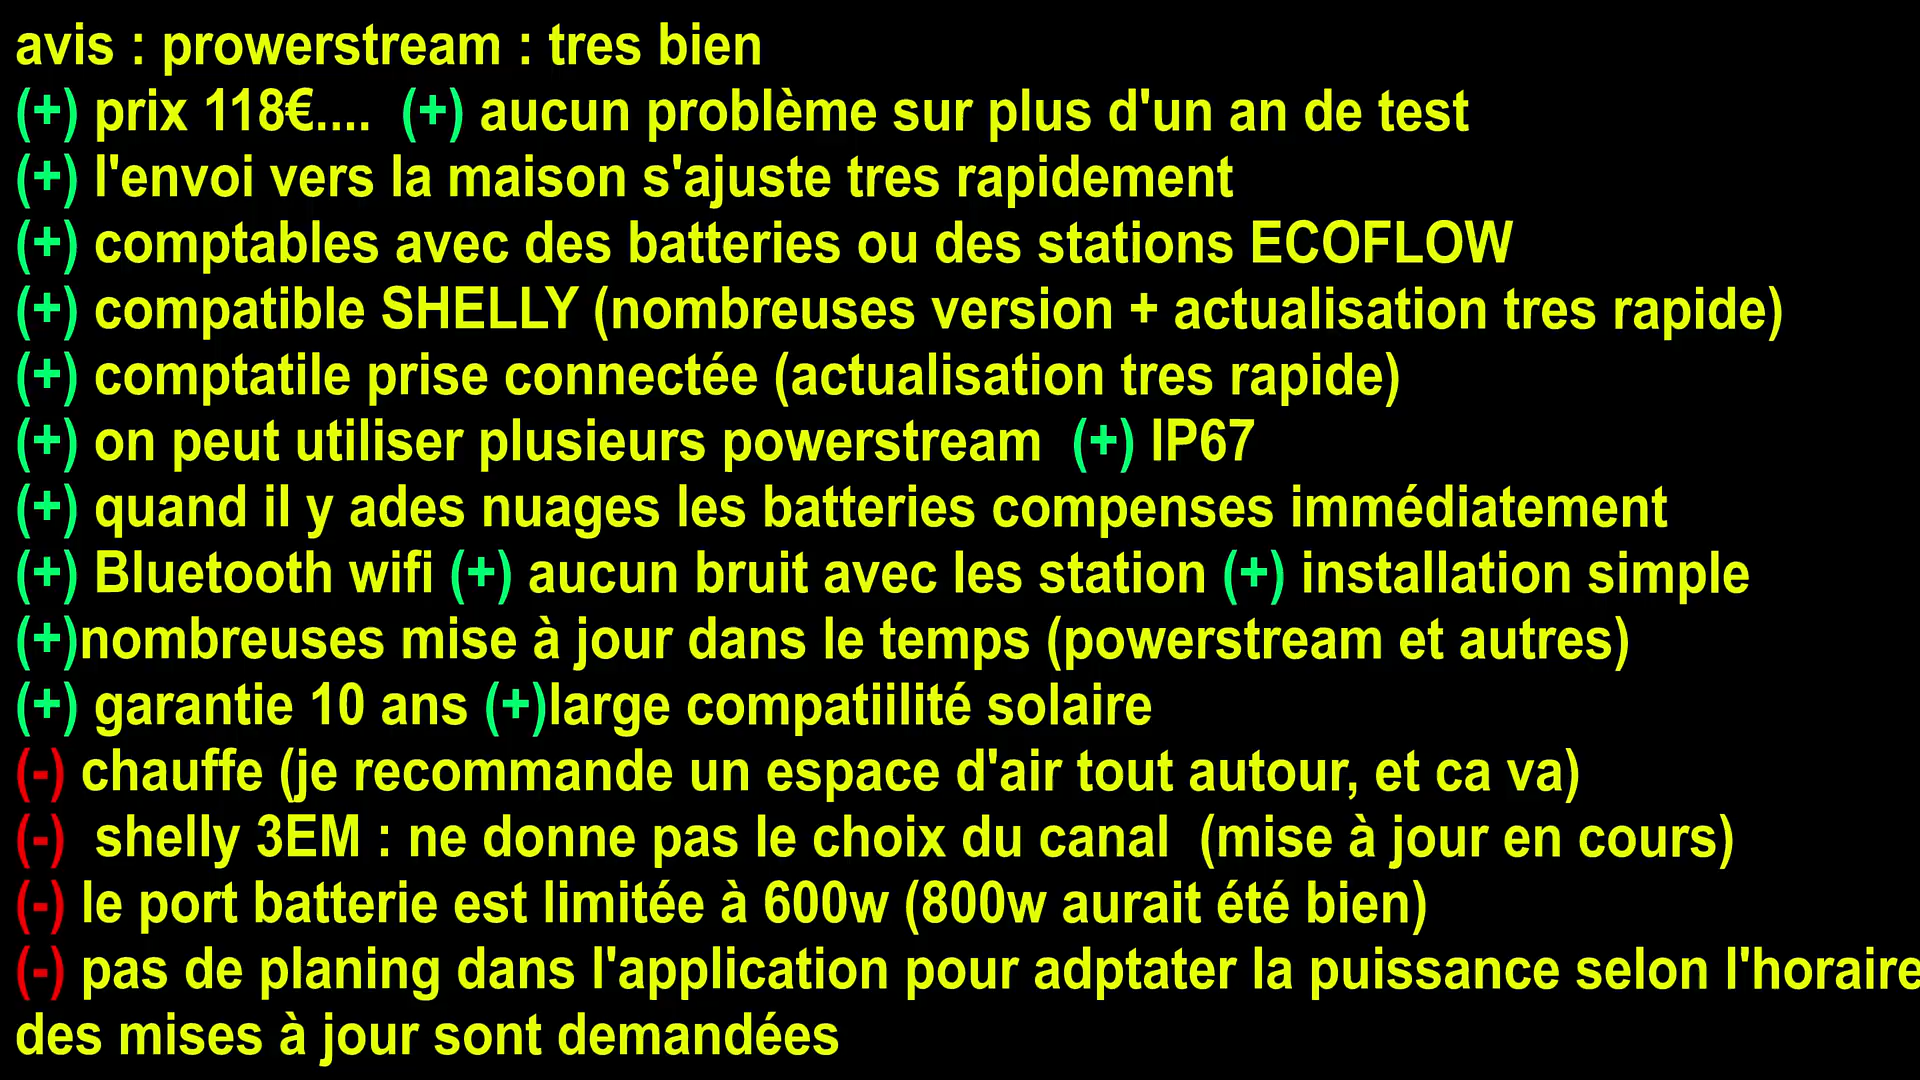 avis : prowerstream : tres bien
(+) prix 118€.... (+) aucun problème sur plus d'un an de test
(+) l'envoi vers la maison s'ajuste tres rapidement
(+) comptables avec des batteries ou des stations ECOFLOW
(+) compatible SHELLY (nombreuses version + actualisation tres rapide)
(+) comptatile prise connectée (actualisation tres rapide)
(+) on peut utiliser plusieurs powerstream (+) IP67
(+) quand il y ades nuages les batteries compenses immédiatement
(+) Bluetooth wifi (+) aucun bruit avec les station (+) installation simple
(+)nombreuses mise à jour dans le temps (powerstream et autres)
(+) garantie 10 ans (+)large compatiilité solaire
(-) chauffe (je recommande un espace d'air tout autour, et ca va)
(-) shelly 3EM : ne donne pas le choix du canal (mise à jour en cours)
(-) le port batterie est limitée à 600w (800w aurait été bien)
(-) pas de planing dans l'application pour adptater la puissance selon l'horaire
des mises à jour sont demandées